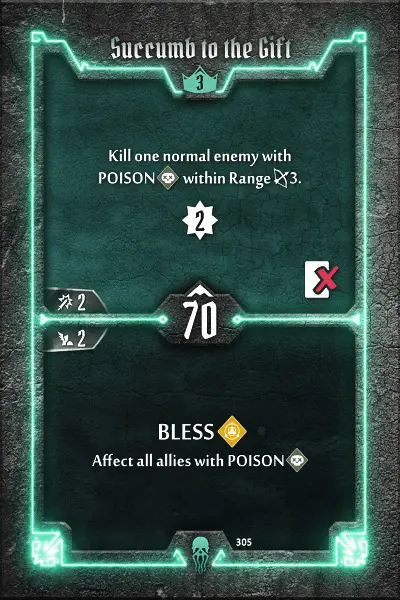 Succumb to the Gift
3
Kill one normal enemy with
POISON within Range 3.
2
2
70
2
BLESS
Affect all allies with POISON
305